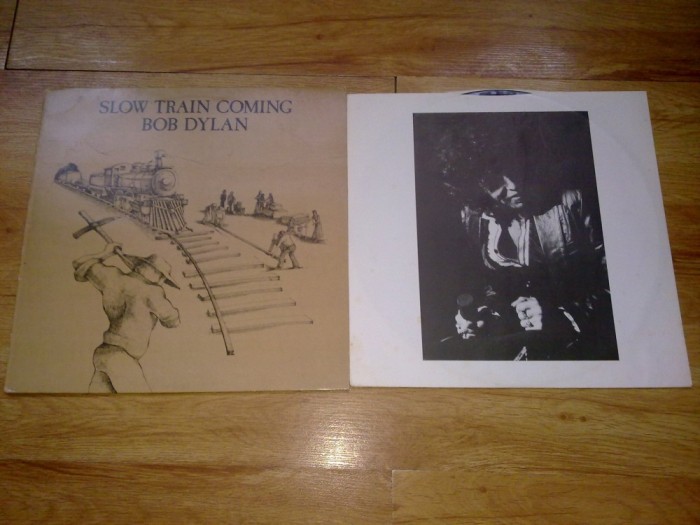 SLOW TRAIN COMING
BOB DYLAN